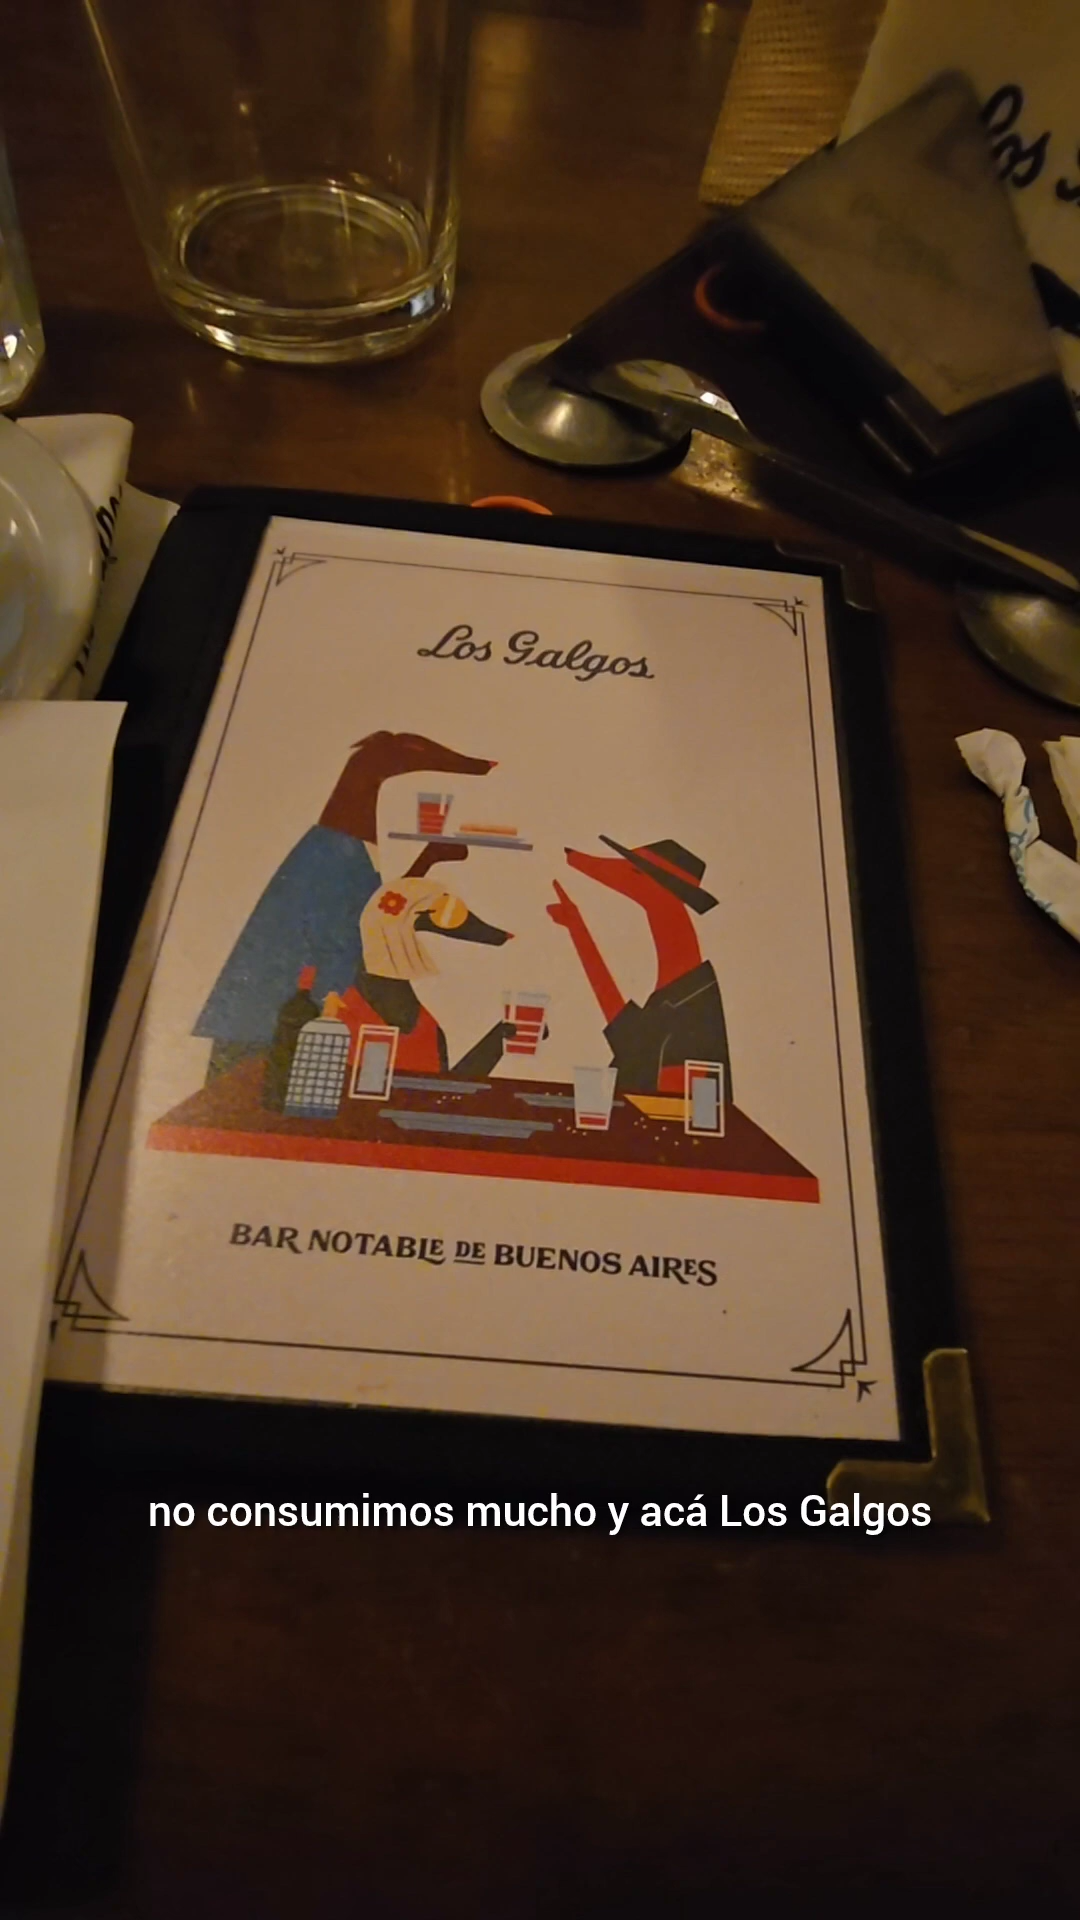 Los Galgos
BAR NOTABLE DE BUENOS AIRES
no consumimos mucho y acá Los Galgos